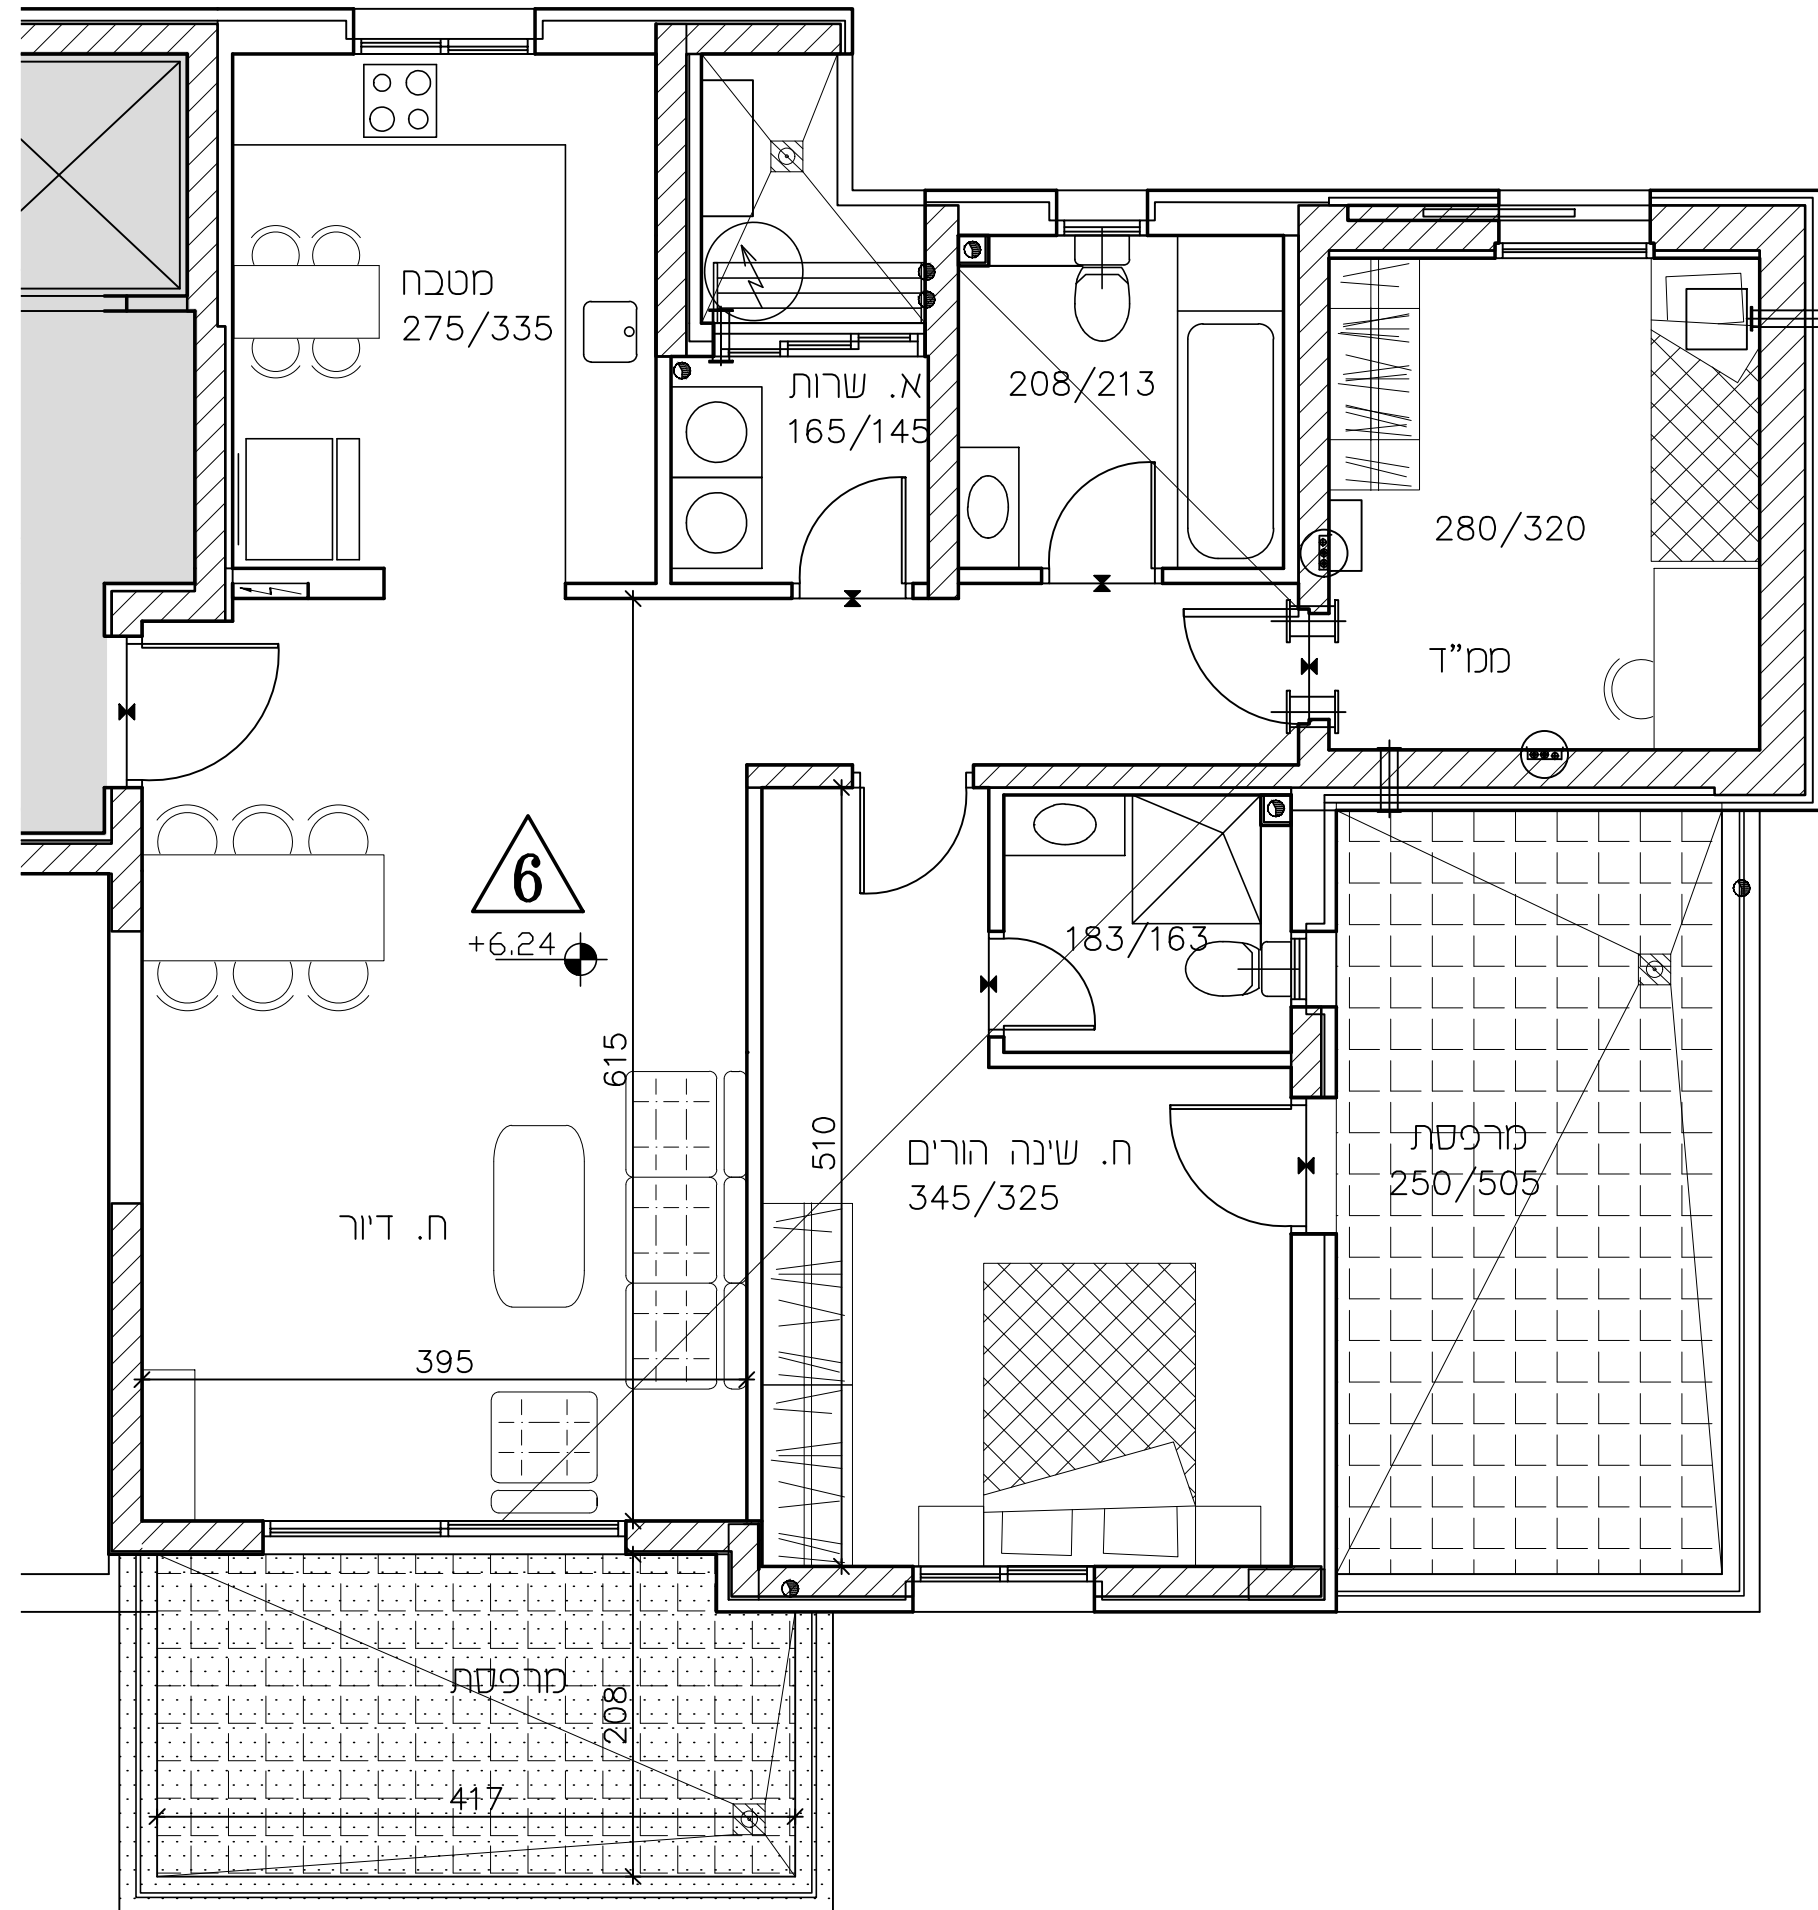 מטבח
275/335
א. שרות
165/145
208/213
280/320
ממ"ד
6
+6.24
183/163
615
510
ח. שינה הורים
345/325
מרפסת
250/505
ח. דיור
395
מרפסת
208
417